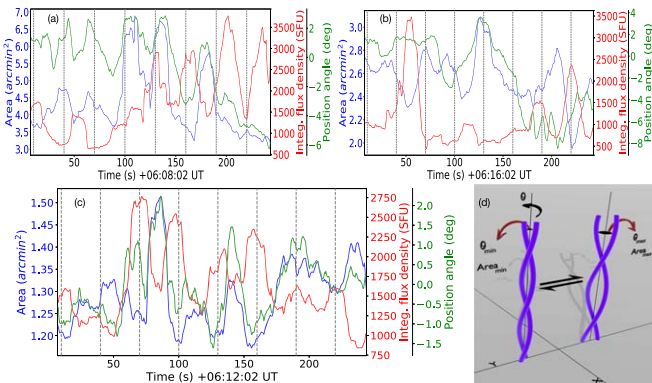 (a)
Area (arcmin²)
7.0
6.5
6.0
5.5
5.0
4.5
4.0
3.5
3.0
50 100 150 200
Time (s) +06:08:02 UT
3500
3000
2500
2000
1500
1000
500
Integ. flux density (SFU)
2
0
−2
−4
−6
Position angle (deg)
(b)
Area (arcmin²)
3.0
2.8
2.6
2.4
2.2
2.0
50 100 150 200
Time (s) +06:16:02 UT
3500
3000
2500
2000
1500
1000
500
Integ. flux density (SFU)
4
2
0
−2
−4
−6
−8
Position angle (deg)
(c)
Area (arcmin²)
1.50
1.45
1.40
1.35
1.30
1.25
1.20
50 100 150 200
Time (s) +06:12:02 UT
2750
2500
2250
2000
1750
1500
1250
1000
750
Integ. flux density (SFU)
2.0
1.5
1.0
0.5
0.0
−0.5
−1.0
−1.5
Position angle (deg)
(d)
θ
θmin
Area min
θmax
Y
X